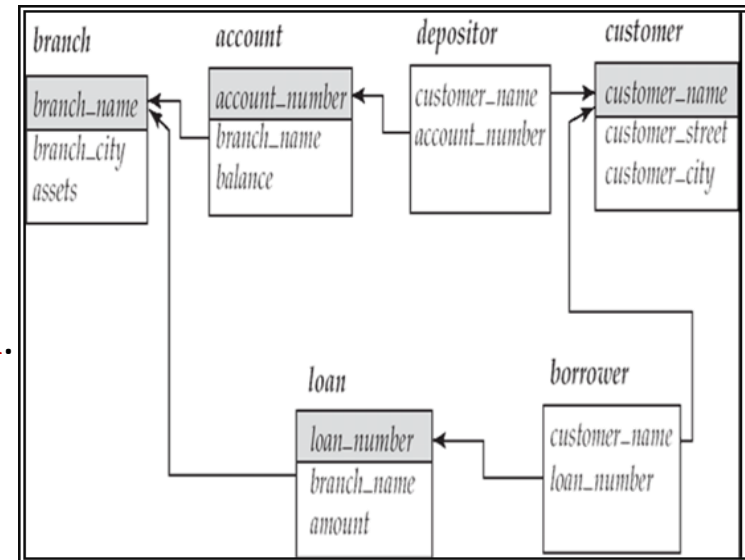 branch
branch_name
branch_city
assets
account
account_number
branch_name
balance
depositor
customer_name
account_number
customer_name
customer_street
customer_city
customer
loan
loan_number
branch_name
amount
borrower
customer_name
loan_number
.